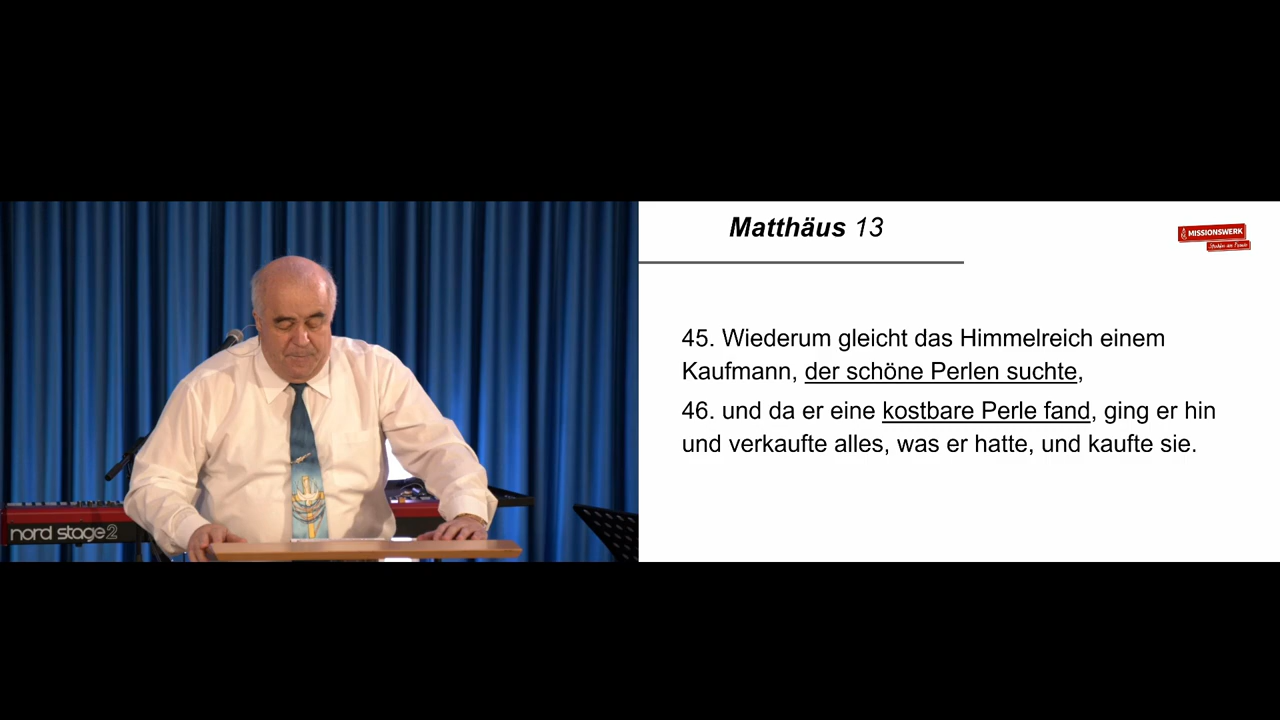 Matthäus 13
MISSIONSWERK
45. Wiederum gleicht das Himmelreich einem
Kaufmann, der schöne Perlen suchte,
46. und da er eine kostbare Perle fand, ging er hin
und verkaufte alles, was er hatte, und kaufte sie.
nord stage 2